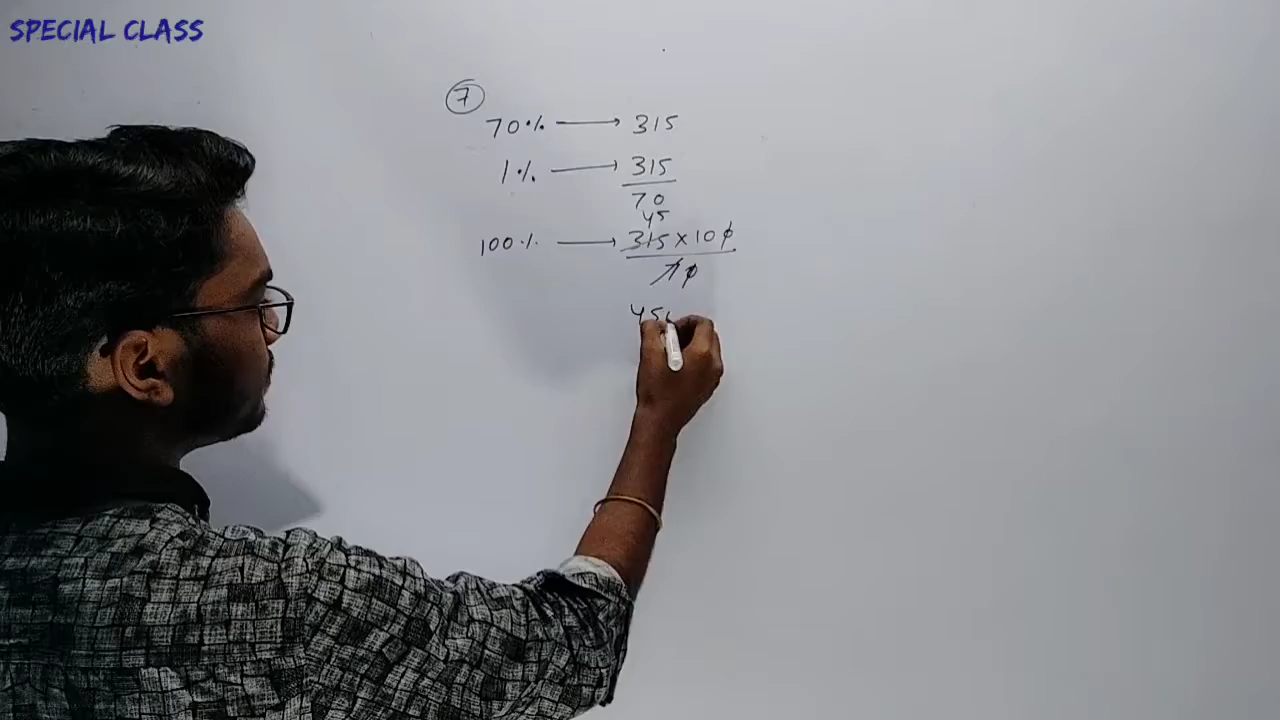 SPECIAL CLASS
7
70% → 315
1% → 315
70
45
100% → 315 × 100
70
45